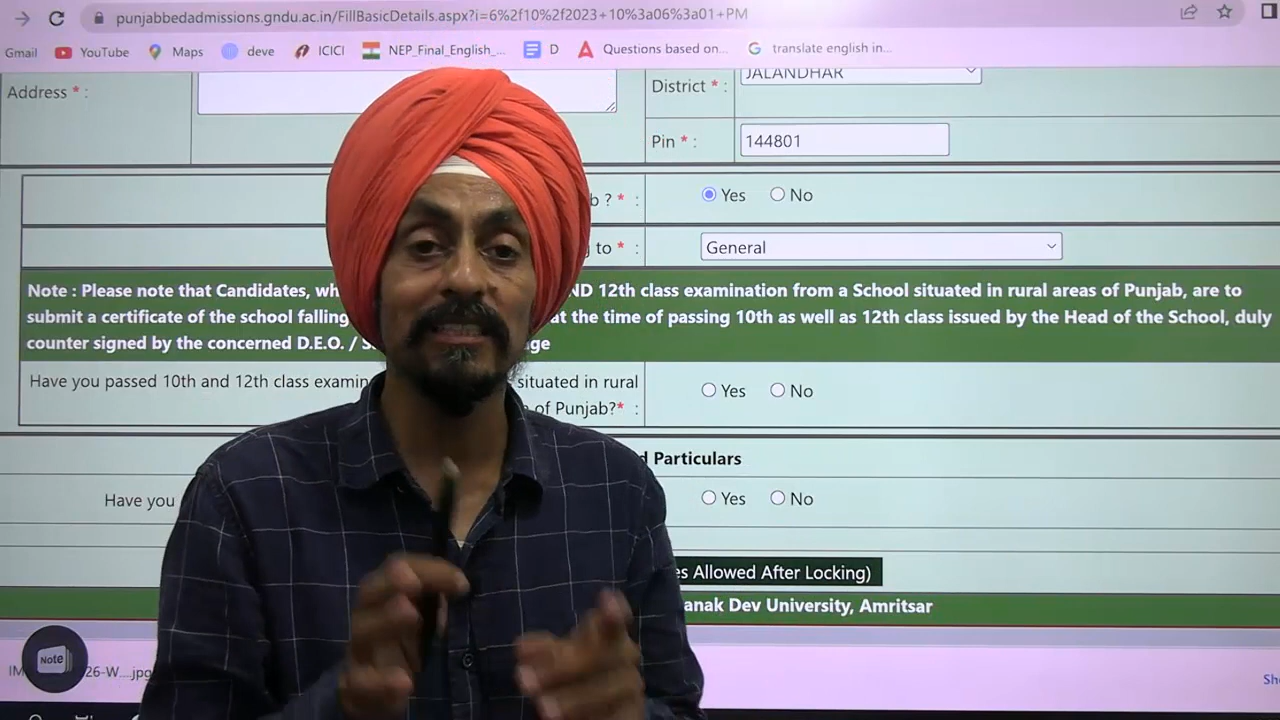 punjabbedadmissions.gndu.ac.in/FillBasicDetails.aspx?i=6%2f10%2f2023+10%3a06%3a01+PM
Gmail YouTube Maps deve ICICI NEP_Final_English_... D Questions based on... translate english in...
Address * : District * : JALANDHAR
Pin * : 144801
b ? * : Yes No
to * : General
Note : Please note that Candidates, wh ND 12th class examination from a School situated in rural areas of Punjab, are to
submit a certificate of the school falling at the time of passing 10th as well as 12th class issued by the Head of the School, duly
counter signed by the concerned D.E.O. / S ge
Have you passed 10th and 12th class examin situated in rural
of Punjab?* : Yes No
d Particulars
Have you Yes No
es Allowed After Locking)
anak Dev University, Amritsar
Note
IM 26-W....jpg
Sh